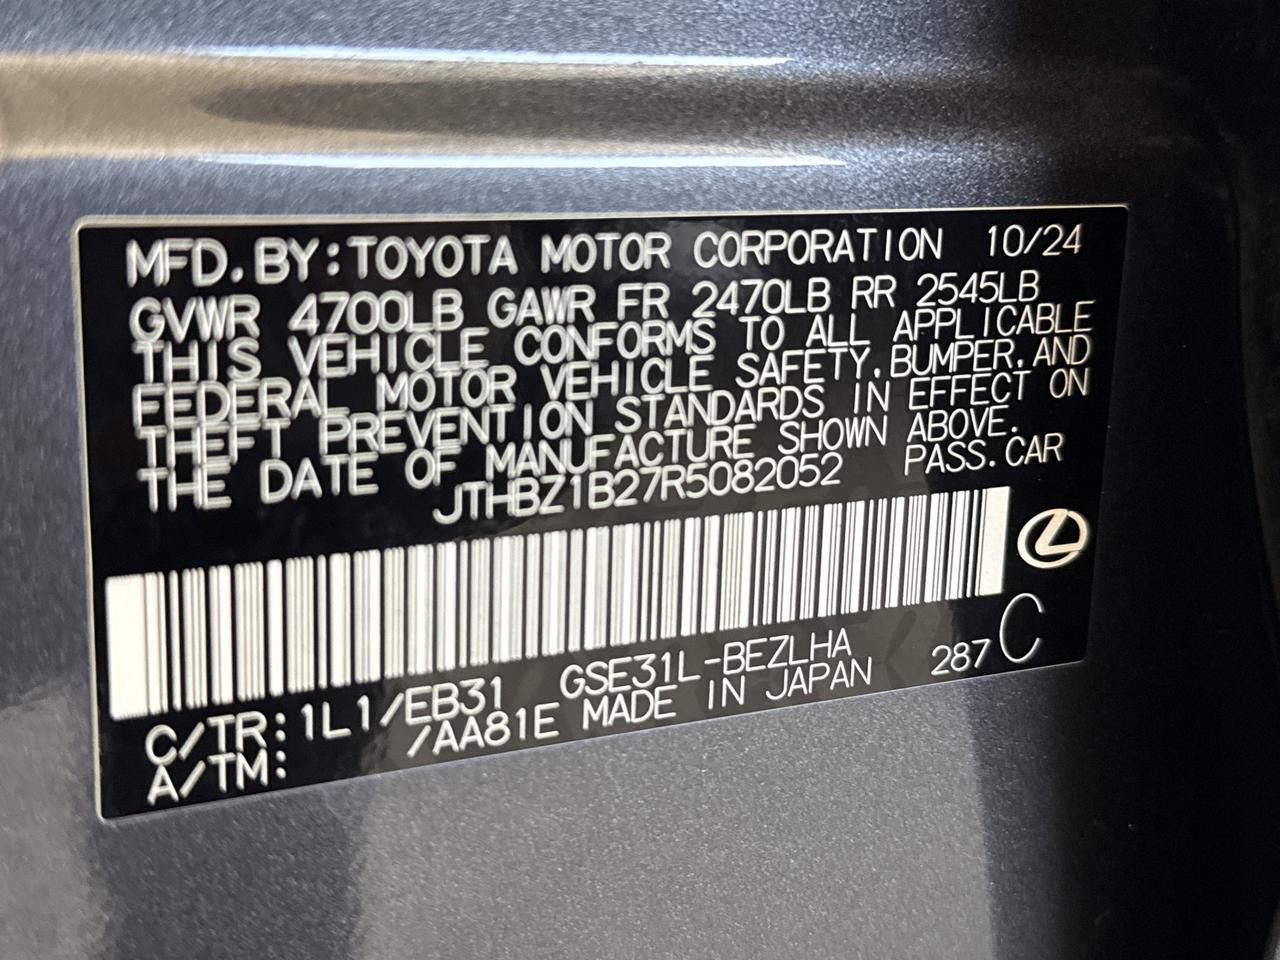 MFD. BY: TOYOTA MOTOR CORPORATION 10/24
GVWR 4700LB GAWR FR 2470LB RR 2545LB
THIS VEHICLE CONFORMS TO ALL APPLICABLE
FEDERAL MOTOR VEHICLE SAFETY, BUMPER, AND
THEFT PREVENTION STANDARDS IN EFFECT ON
THE DATE OF MANUFACTURE SHOWN ABOVE.
JTHBZ1B27R5082052 PASS. CAR
C/TR: 1L1/EB31 GSE31L-BEZLHA 287 C
A/TM: /AA81E MADE IN JAPAN